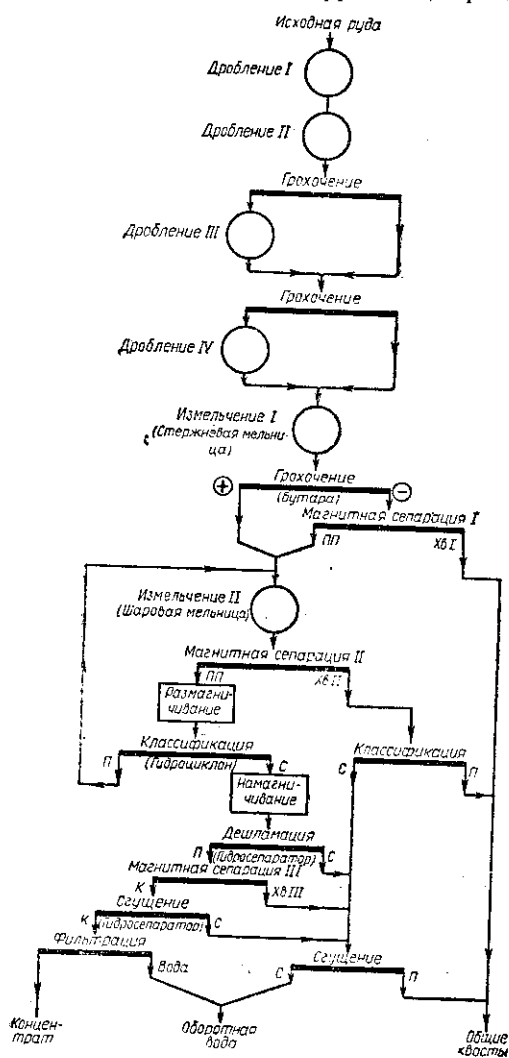 Исходная руда
Дробление I
Дробление II
Грохочение
Дробление III
Грохочение
Дробление IV
Измельчение I
(Стержневая мельни-
ца)
Грохочение
+
(Бутара)
−
Магнитная сепарация I
ПП
Хв I
Измельчение II
(Шаровая мельница)
Магнитная сепарация II
ПП
Хв II
Размагни-
чивание
Классификация
П
(Гидроциклон)
С
Классификация
С
П
Намагни-
чивание
Дешламация
П
(Гидросепаратор)
С
Магнитная сепарация III
К
Хв III
Сгущение
К
(Гидросепаратор)
С
Фильтрация
Вода
Сгущение
С
П
Концен-
трат
Оборотная
вода
Общие
хвосты